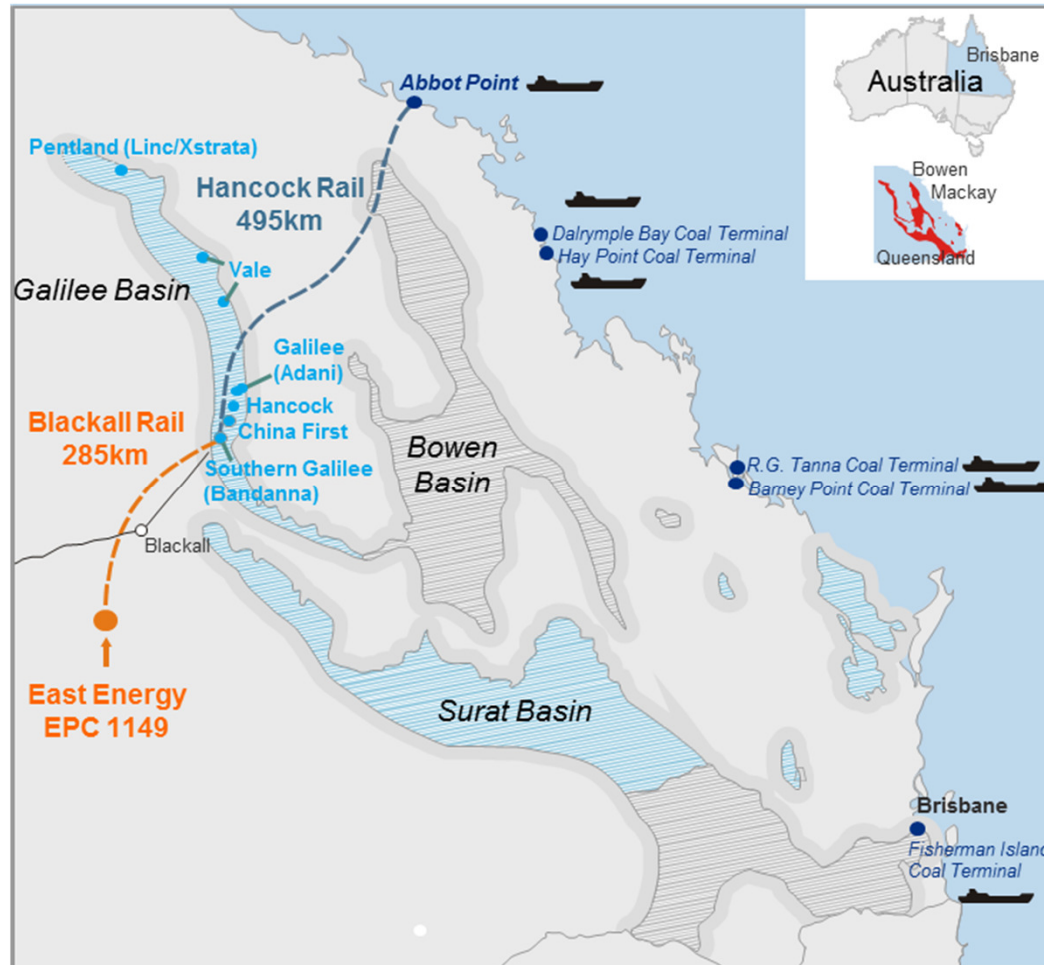 Abbot Point
Brisbane
Australia
Bowen
Mackay
Queensland
Pentland (Linc/Xstrata)
Hancock Rail
495km
Dalrymple Bay Coal Terminal
Hay Point Coal Terminal
Vale
Galilee Basin
Galilee
(Adani)
Hancock
China First
Blackall Rail
285km
Southern Galilee
(Bandanna)
Bowen
Basin
R.G. Tanna Coal Terminal
Barney Point Coal Terminal
Blackall
East Energy
EPC 1149
Surat Basin
Brisbane
Fisherman Island
Coal Terminal